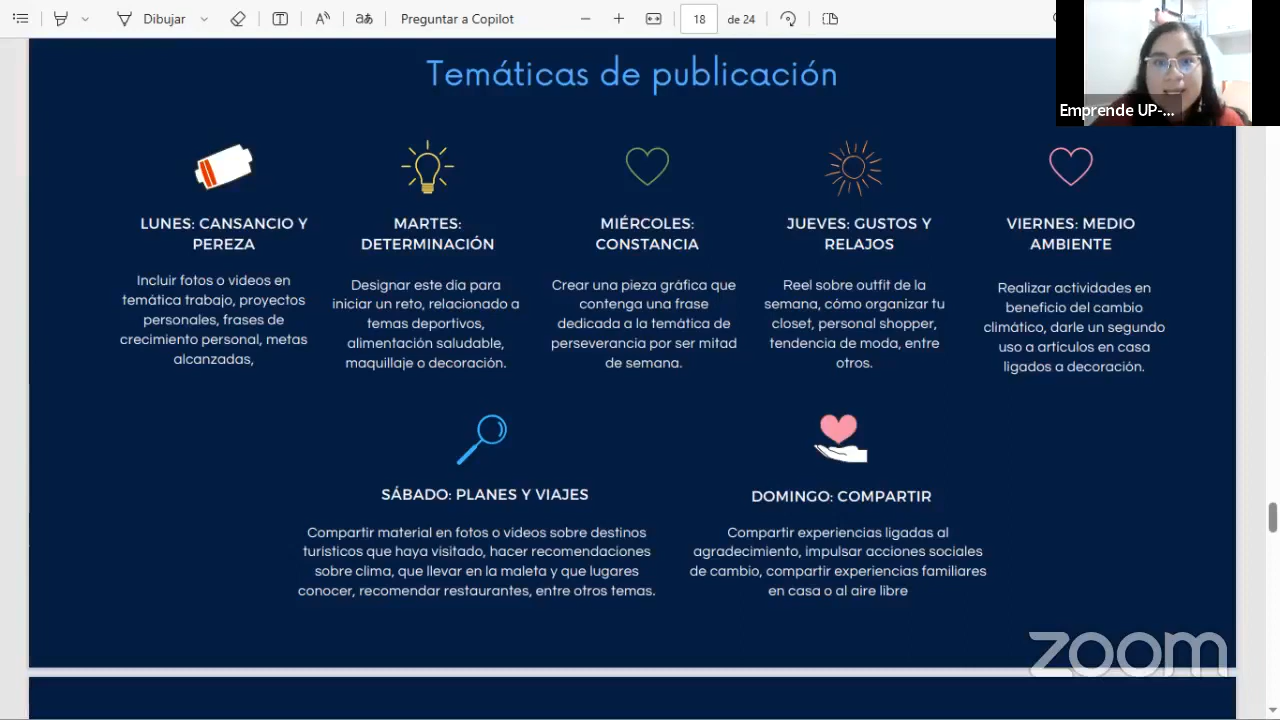 Dibujar
Preguntar a Copilot
18
de 24
Emprende UP-...
Temáticas de publicación
LUNES: CANSANCIO Y
PEREZA
Incluir fotos o videos en
temática trabajo, proyectos
personales, frases de
crecimiento personal, metas
alcanzadas,
MARTES:
DETERMINACIÓN
Designar este día para
iniciar un reto, relacionado a
temas deportivos,
alimentación saludable,
maquillaje o decoración.
MIÉRCOLES:
CONSTANCIA
Crear una pieza gráfica que
contenga una frase
dedicada a la temática de
perseverancia por ser mitad
de semana.
JUEVES: GUSTOS Y
RELAJOS
Reel sobre outfit de la
semana, cómo organizar tu
closet, personal shopper,
tendencia de moda, entre
otros.
VIERNES: MEDIO
AMBIENTE
Realizar actividades en
beneficio del cambio
climático, darle un segundo
uso a artículos en casa
ligados a decoración.
SÁBADO: PLANES Y VIAJES
Compartir material en fotos o videos sobre destinos
turísticos que haya visitado, hacer recomendaciones
sobre clima, que llevar en la maleta y que lugares
conocer, recomendar restaurantes, entre otros temas.
DOMINGO: COMPARTIR
Compartir experiencias ligadas al
agradecimiento, impulsar acciones sociales
de cambio, compartir experiencias familiares
en casa o al aire libre
zoom